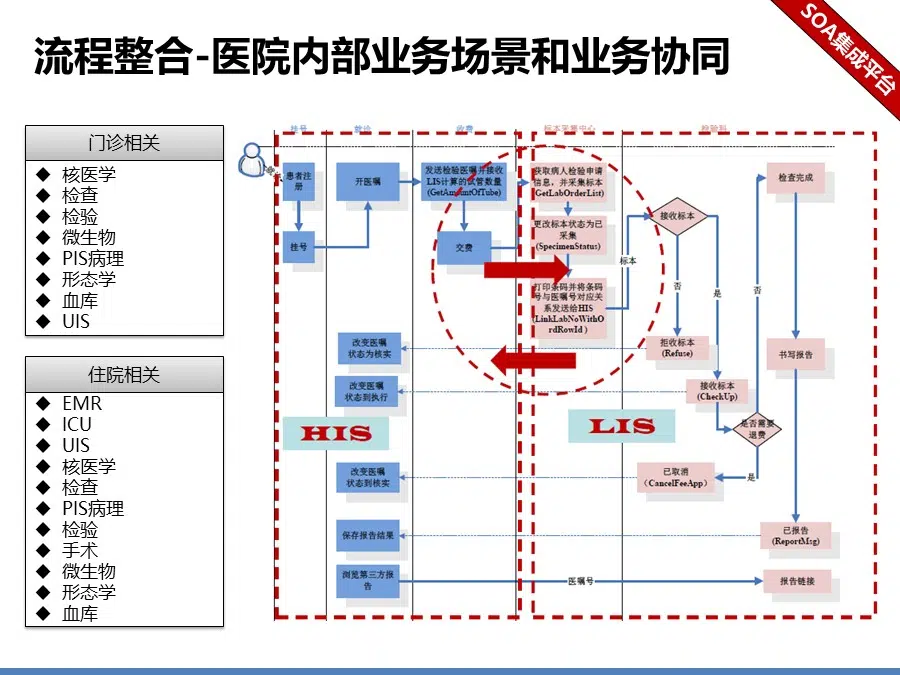 SOA集成平台
流程整合-医院内部业务场景和业务协同
门诊相关
◆ 核医学
◆ 检查
◆ 检验
◆ 微生物
◆ PIS病理
◆ 形态学
◆ 血库
◆ UIS
住院相关
◆ EMR
◆ ICU
◆ UIS
◆ 核医学
◆ 检查
◆ PIS病理
◆ 检验
◆ 手术
◆ 微生物
◆ 形态学
◆ 血库
挂号
就诊
收费
标本采集中心
检验科
患者注
册
挂号
开医嘱
发送检验医嘱并接收
LIS计算的试管数量
(GetAmountOfTube)
交费
获取病人检验申请
信息，并采集标本
(GetLabOrderList)
更改标本状态为已
采集
(SpecimenStatus)
打印条码并将条码
号与医嘱号对应关
系发送给HIS
(LinkLabNoWithO
rdRowId )
标本
接收标本
否
是
否
检查完成
拒收标本
(Refuse)
书写报告
接收标本
(CheckUp)
是否需要
退费
是
已取消
（CancelFeeApp）
已报告
(ReportMsg)
报告链接
医嘱号
改变医嘱
状态为核实
改变医嘱
状态到执行
HIS
LIS
改变医嘱
状态到核实
保存报告结果
浏览第三方报
告